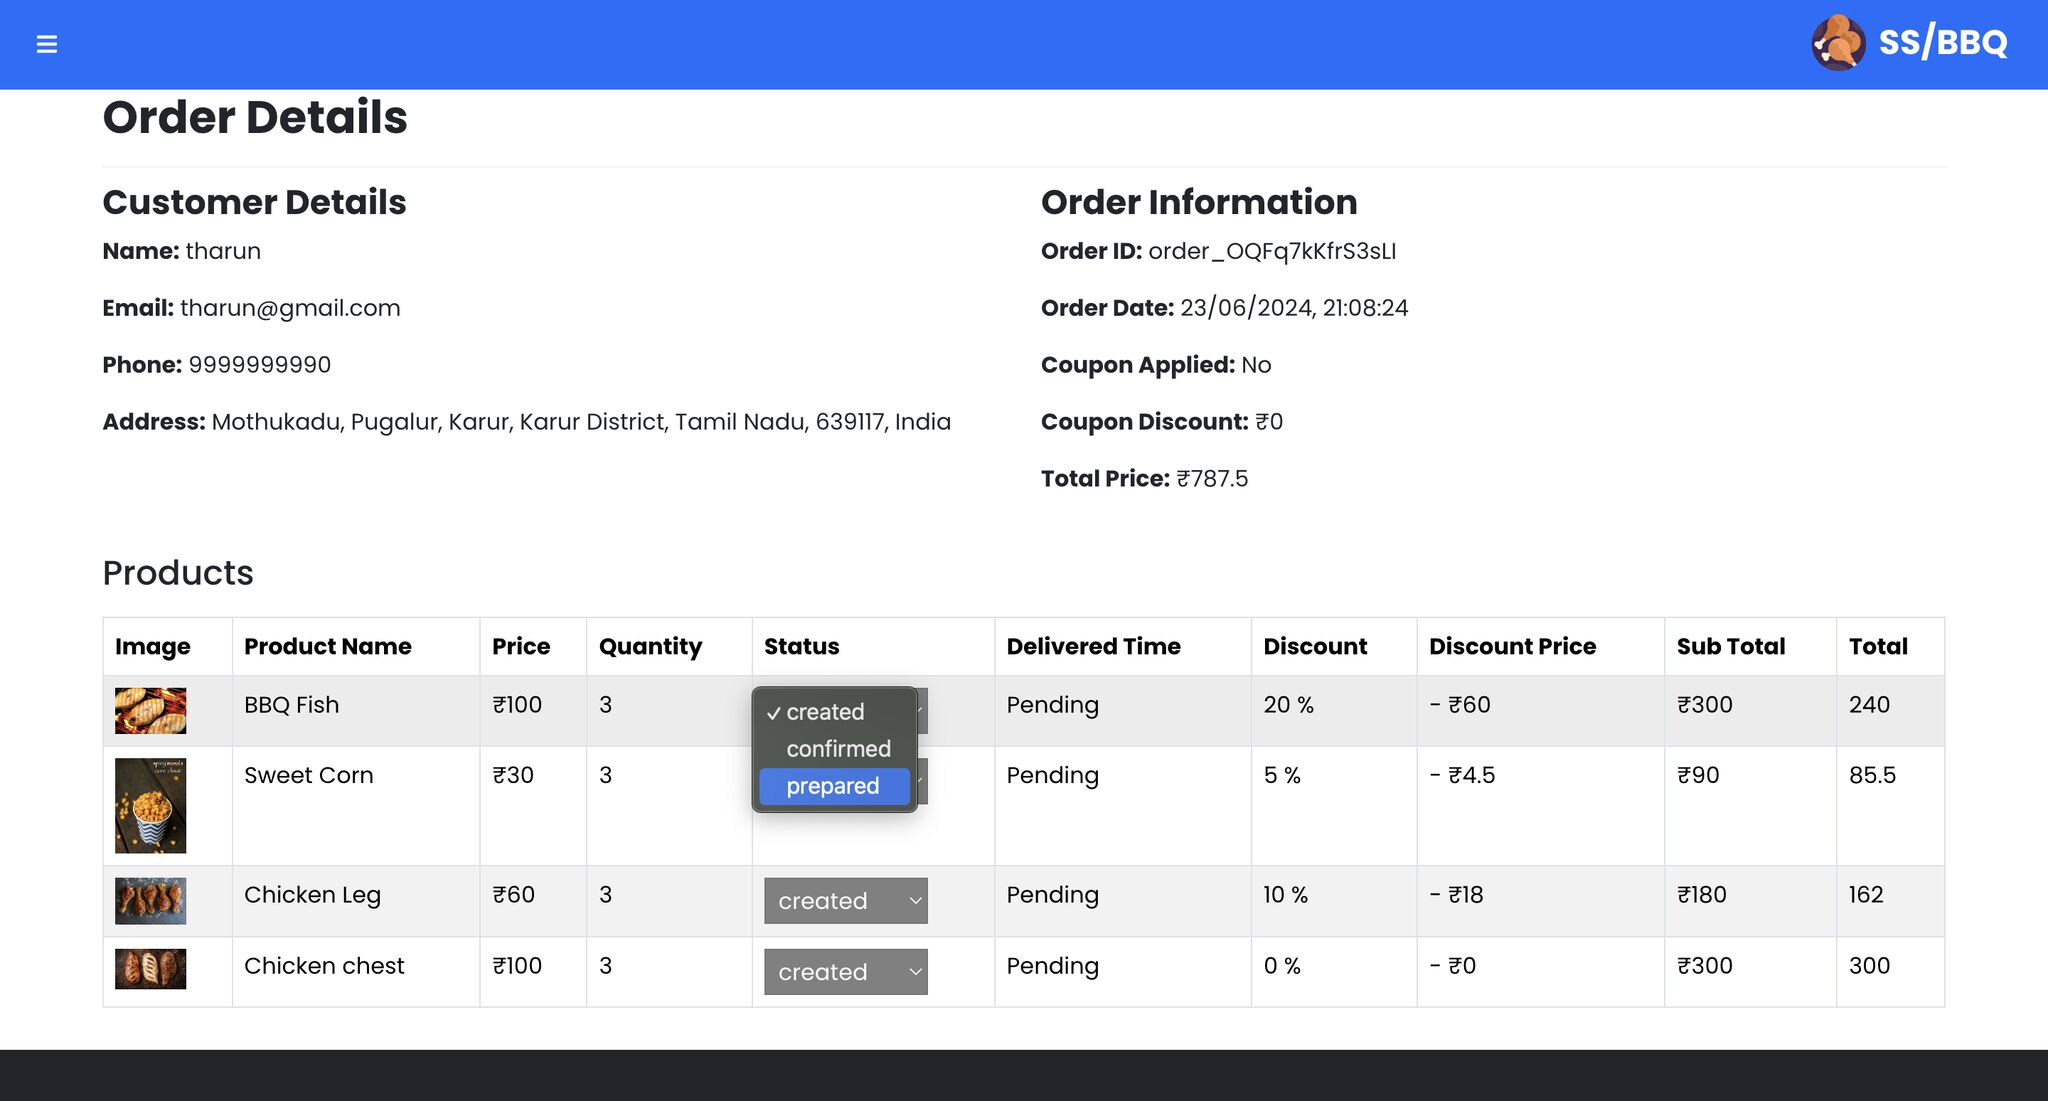 SS/BBQ
Order Details
Customer Details
Name: tharun
Email: tharun@gmail.com
Phone: 9999999990
Address: Mothukadu, Pugalur, Karur, Karur District, Tamil Nadu, 639117, India
Order Information
Order ID: order_OQFq7kKfrS3sLI
Order Date: 23/06/2024, 21:08:24
Coupon Applied: No
Coupon Discount: ₹0
Total Price: ₹787.5
Products
Image Product Name Price Quantity Status Delivered Time Discount Discount Price Sub Total Total
BBQ Fish ₹100 3 Pending 20 % - ₹60 ₹300 240
✓ created
confirmed
prepared
spicy masala
corn chaat
Sweet Corn ₹30 3 Pending 5 % - ₹4.5 ₹90 85.5
Chicken Leg ₹60 3 created Pending 10 % - ₹18 ₹180 162
Chicken chest ₹100 3 created Pending 0 % - ₹0 ₹300 300